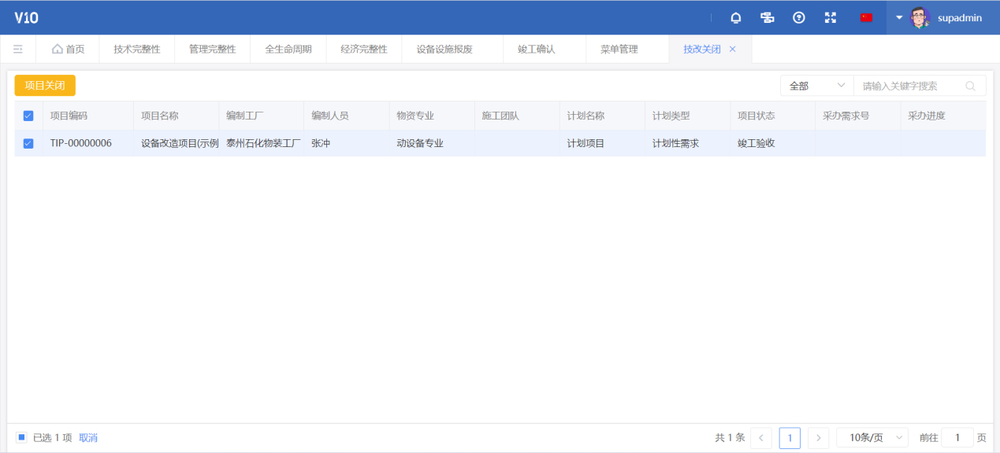 V10 supadmin
首页 技术完整性 管理完整性 全生命周期 经济完整性 设备设施报废 竣工确认 菜单管理 技改关闭
项目关闭 全部 请输入关键字搜索
项目编码 项目名称 编制工厂 编制人员 物资专业 施工团队 计划名称 计划类型 项目状态 采办需求号 采办进度
TIP-00000006 设备改造项目(示例 泰州石化物装工厂 张冲 动设备专业 计划项目 计划性需求 竣工验收
已选 1 项 取消 共 1 条 1 10条/页 前往 1 页